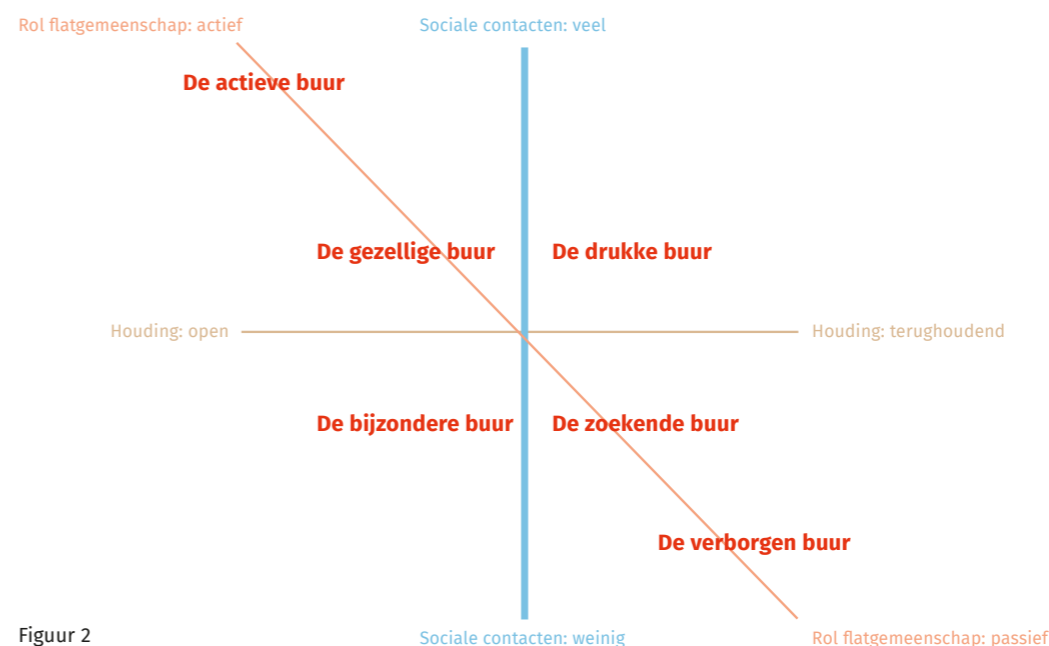 Rol flatgemeenschap: actief
Sociale contacten: veel
De actieve buur
De gezellige buur
De drukke buur
Houding: open
Houding: terughoudend
De bijzondere buur
De zoekende buur
De verborgen buur
Figuur 2
Sociale contacten: weinig
Rol flatgemeenschap: passief